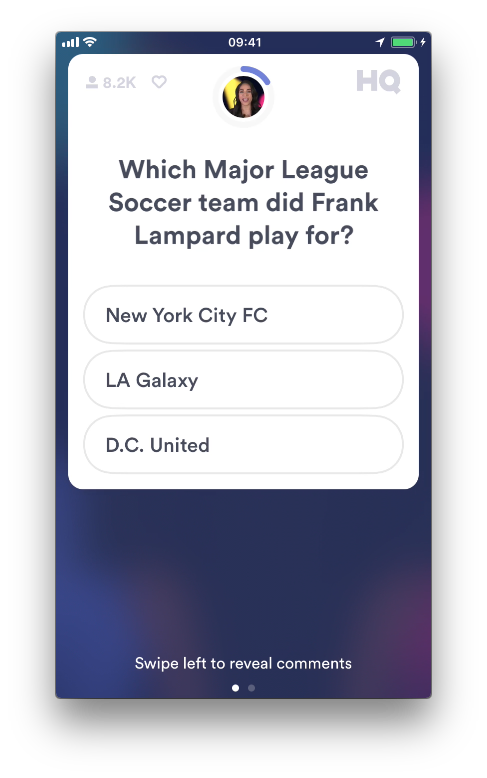 09:41
8.2K
HQ
Which Major League
Soccer team did Frank
Lampard play for?
New York City FC
LA Galaxy
D.C. United
Swipe left to reveal comments